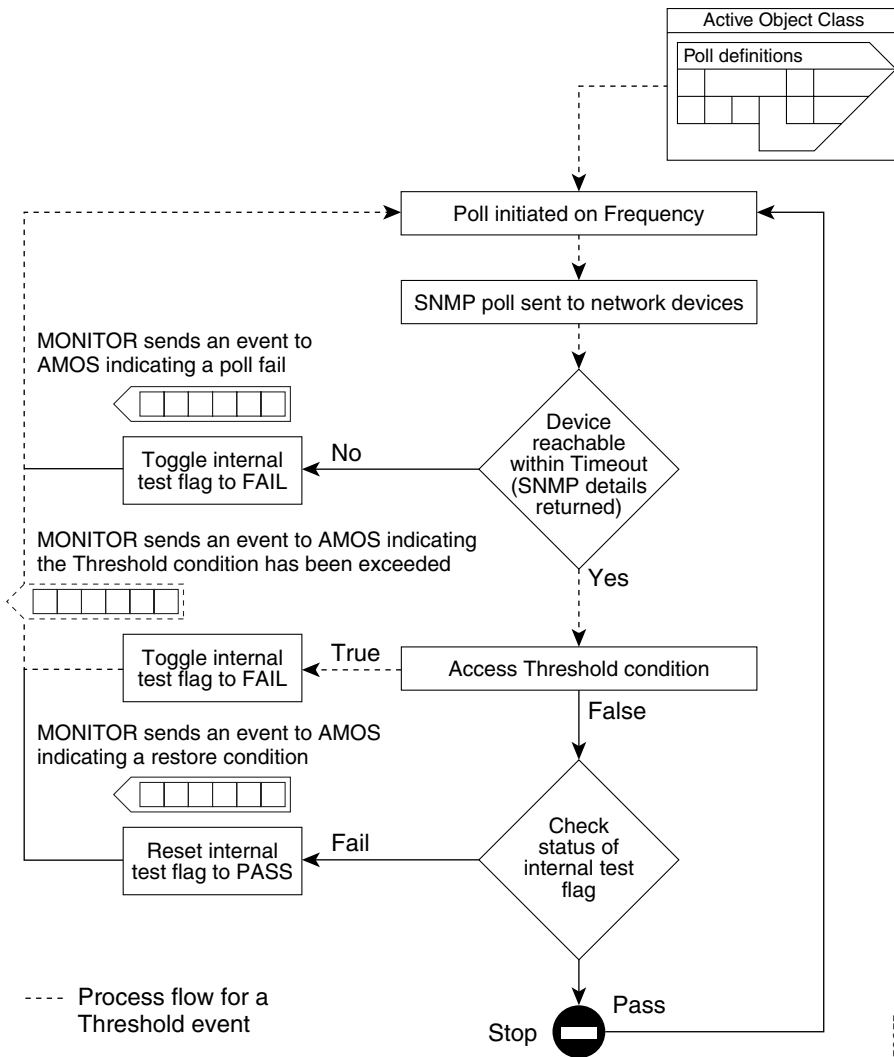 Active Object Class
Poll definitions
Poll initiated on Frequency
SNMP poll sent to network devices
MONITOR sends an event to
AMOS indicating a poll fail
Device
reachable
within Timeout
(SNMP details
returned)
No
Toggle internal
test flag to FAIL
MONITOR sends an event to AMOS indicating
the Threshold condition has been exceeded
Yes
Toggle internal
test flag to FAIL
True
Access Threshold condition
False
MONITOR sends an event to AMOS
indicating a restore condition
Check
status of
internal test
flag
Fail
Reset internal
test flag to PASS
Process flow for a
Threshold event
Stop
Pass